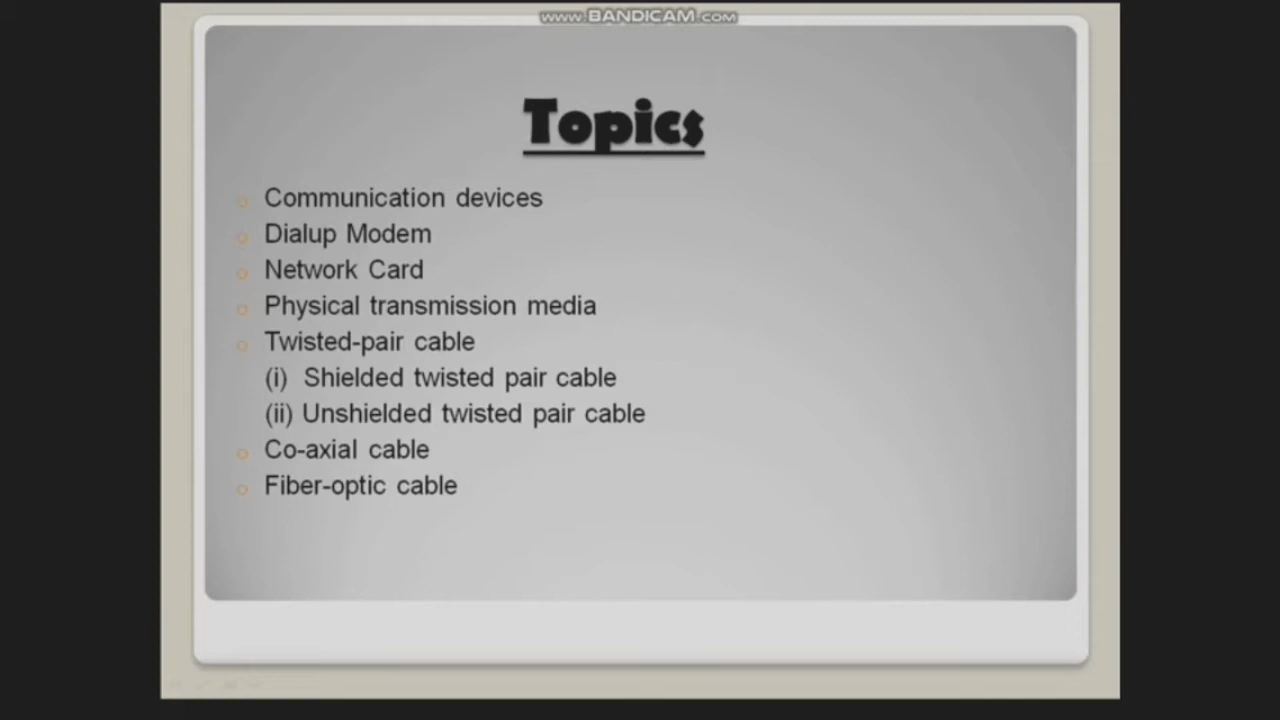 www.BANDICAM.com
Topics
Communication devices
Dialup Modem
Network Card
Physical transmission media
Twisted-pair cable
(i) Shielded twisted pair cable
(ii) Unshielded twisted pair cable
Co-axial cable
Fiber-optic cable